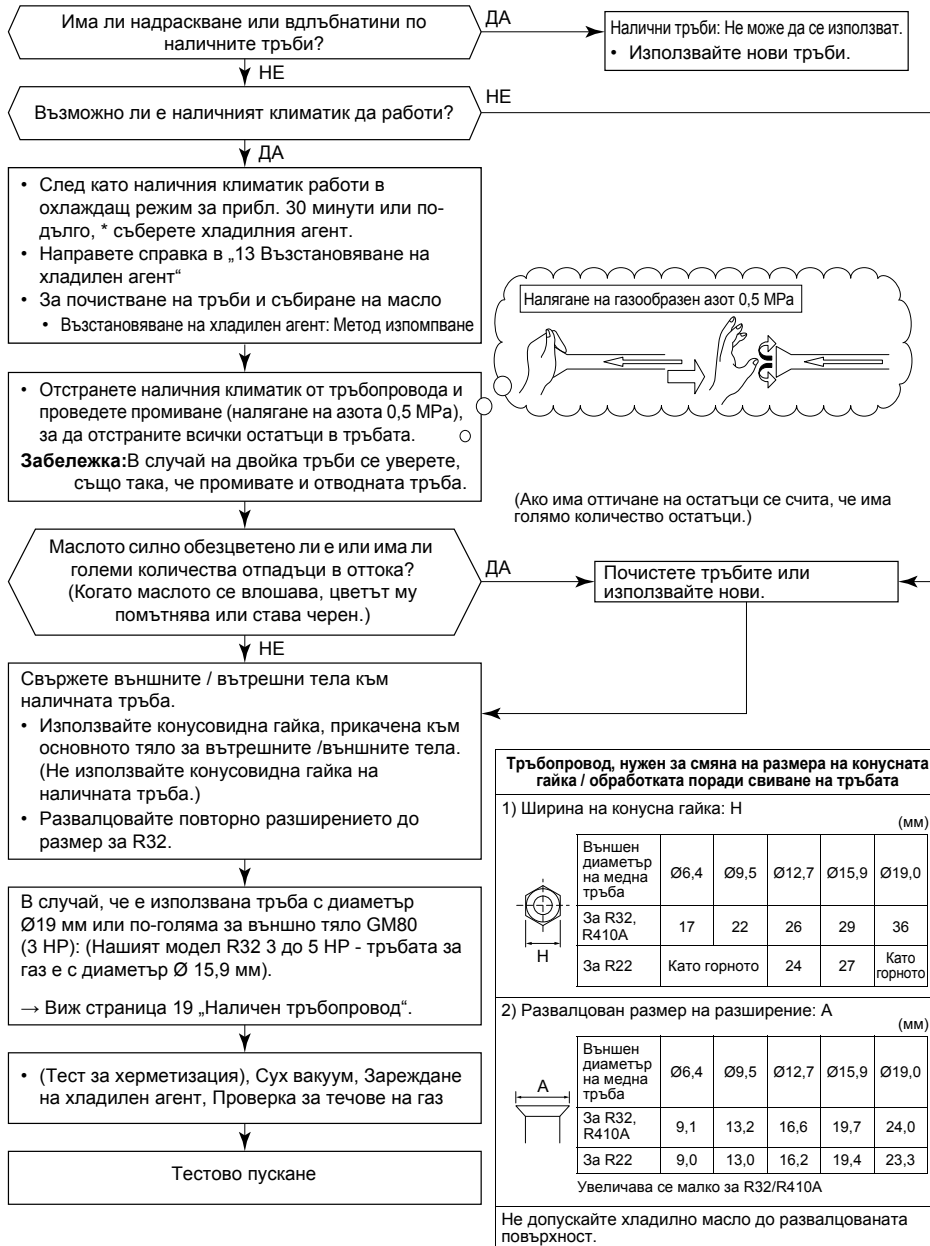 Има ли надраскване или вдлъбнатини по
наличните тръби?
ДА
Налични тръби: Не може да се използват.
• Използвайте нови тръби.
НЕ
Възможно ли е наличният климатик да работи?
НЕ
ДА
• След като наличния климатик работи в
охлаждащ режим за прибл. 30 минути или по-
дълго, * съберете хладилния агент.
• Направете справка в „13 Възстановяване на
хладилен агент“
• За почистване на тръби и събиране на масло
• Възстановяване на хладилен агент: Метод изпомпване
Налягане на газообразен азот 0,5 MPa
• Отстранете наличния климатик от тръбопровода и
проведете промиване (налягане на азота 0,5 MPa),
за да отстраните всички остатъци в тръбата.
Забележка:В случай на двойка тръби се уверете,
също така, че промивате и отводната тръба.
(Ако има оттичане на остатъци се счита, че има
голямо количество остатъци.)
Маслото силно обезцветено ли е или има ли
големи количества отпадъци в оттока?
(Когато маслото се влошава, цветът му
помътнява или става черен.)
ДА
Почистете тръбите или
използвайте нови.
НЕ
Свържете външните / вътрешни тела към
наличната тръба.
• Използвайте конусовидна гайка, прикачена към
основното тяло за вътрешните /външните тела.
(Не използвайте конусовидна гайка на
наличната тръба.)
• Развалцовайте повторно разширението до
размер за R32.
В случай, че е използвана тръба с диаметър
Ø19 мм или по-голяма за външно тяло GM80
(3 HP): (Нашият модел R32 3 до 5 HP - тръбата за
газ е с диаметър Ø 15,9 мм).
→ Виж страница 19 „Наличен тръбопровод“.
• (Тест за херметизация), Сух вакуум, Зареждане
на хладилен агент, Проверка за течове на газ
Тестово пускане
Тръбопровод, нужен за смяна на размера на конусната
гайка / обработката поради свиване на тръбата
1) Ширина на конусна гайка: H
(мм)
H
Външен
диаметър
на медна
тръба
Ø6,4 Ø9,5 Ø12,7 Ø15,9 Ø19,0
За R32,
R410A
17 22 26 29 36
За R22 Като горното 24 27 Като
горното
2) Развалцован размер на разширение: A
(мм)
A
Външен
диаметър
на медна
тръба
Ø6,4 Ø9,5 Ø12,7 Ø15,9 Ø19,0
За R32,
R410A
9,1 13,2 16,6 19,7 24,0
За R22 9,0 13,0 16,2 19,4 23,3
Увеличава се малко за R32/R410A
Не допускайте хладилно масло до развалцованата
повърхност.